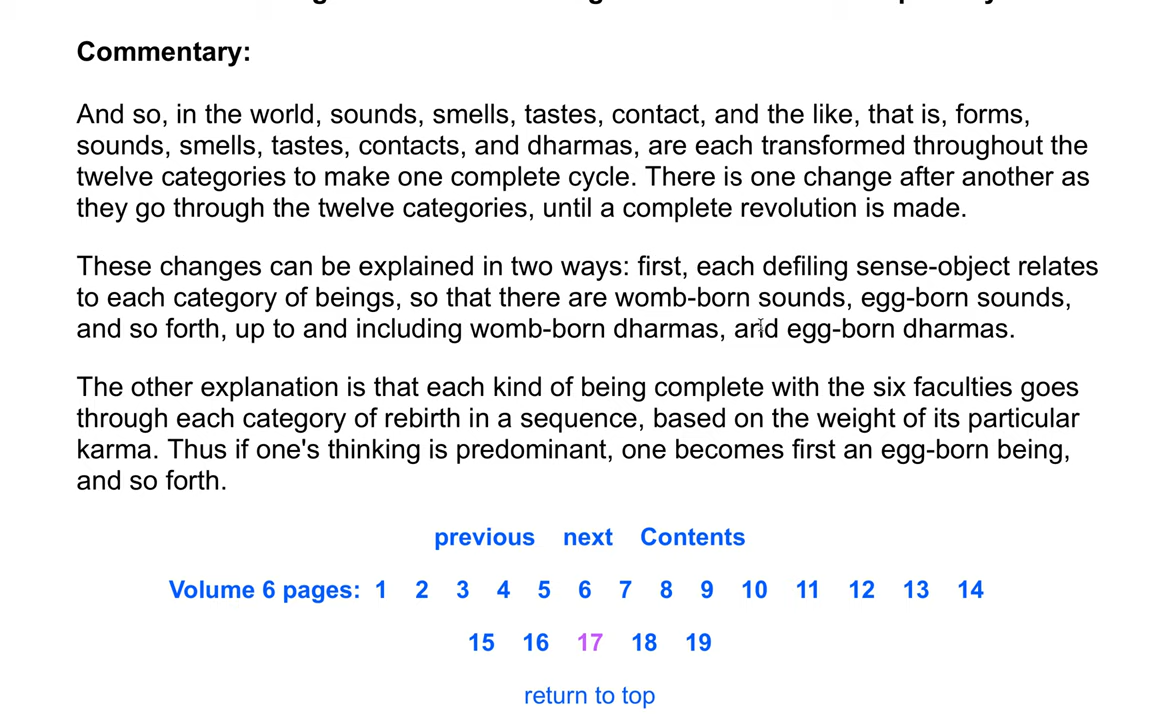 Commentary:
And so, in the world, sounds, smells, tastes, contact, and the like, that is, forms,
sounds, smells, tastes, contacts, and dharmas, are each transformed throughout the
twelve categories to make one complete cycle. There is one change after another as
they go through the twelve categories, until a complete revolution is made.
These changes can be explained in two ways: first, each defiling sense-object relates
to each category of beings, so that there are womb-born sounds, egg-born sounds,
and so forth, up to and including womb-born dharmas, and egg-born dharmas.
The other explanation is that each kind of being complete with the six faculties goes
through each category of rebirth in a sequence, based on the weight of its particular
karma. Thus if one's thinking is predominant, one becomes first an egg-born being,
and so forth.
previous next Contents
Volume 6 pages: 1 2 3 4 5 6 7 8 9 10 11 12 13 14
15 16 17 18 19
return to top